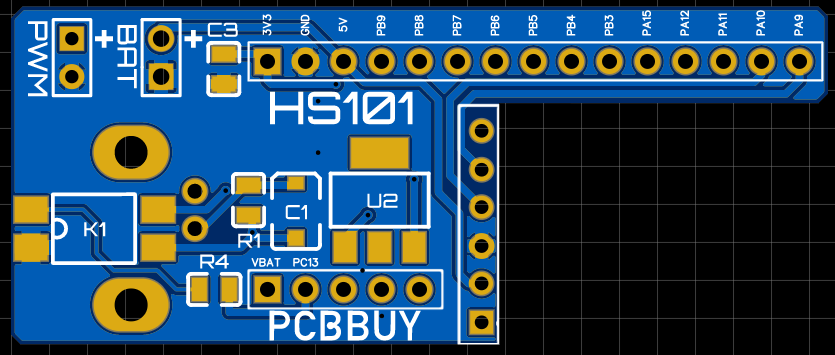 PWM
+
BAT
+
C3
3V3 GND 5V PB9 PB8 PB7 PB6 PB5 PB4 PB3 PA15 PA12 PA11 PA10 PA9
HS101
K1
C1
U2
R1
R4
VBAT PC13
PCBBUY